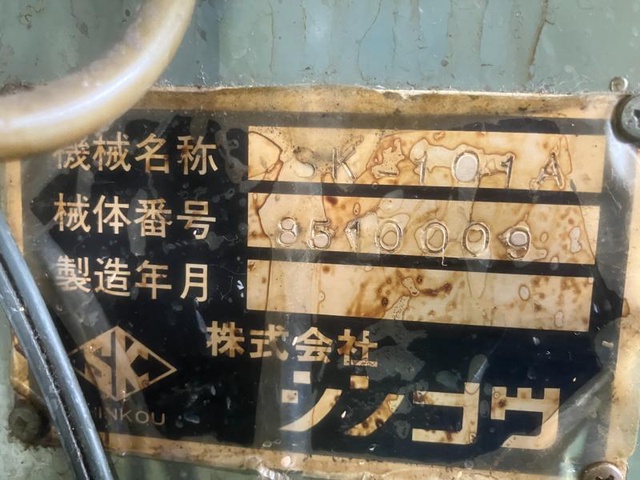 機械名称 SK-101A
械体番号 8510009
製造年月
株式会社
シンコウ
SKC
SHINKOU